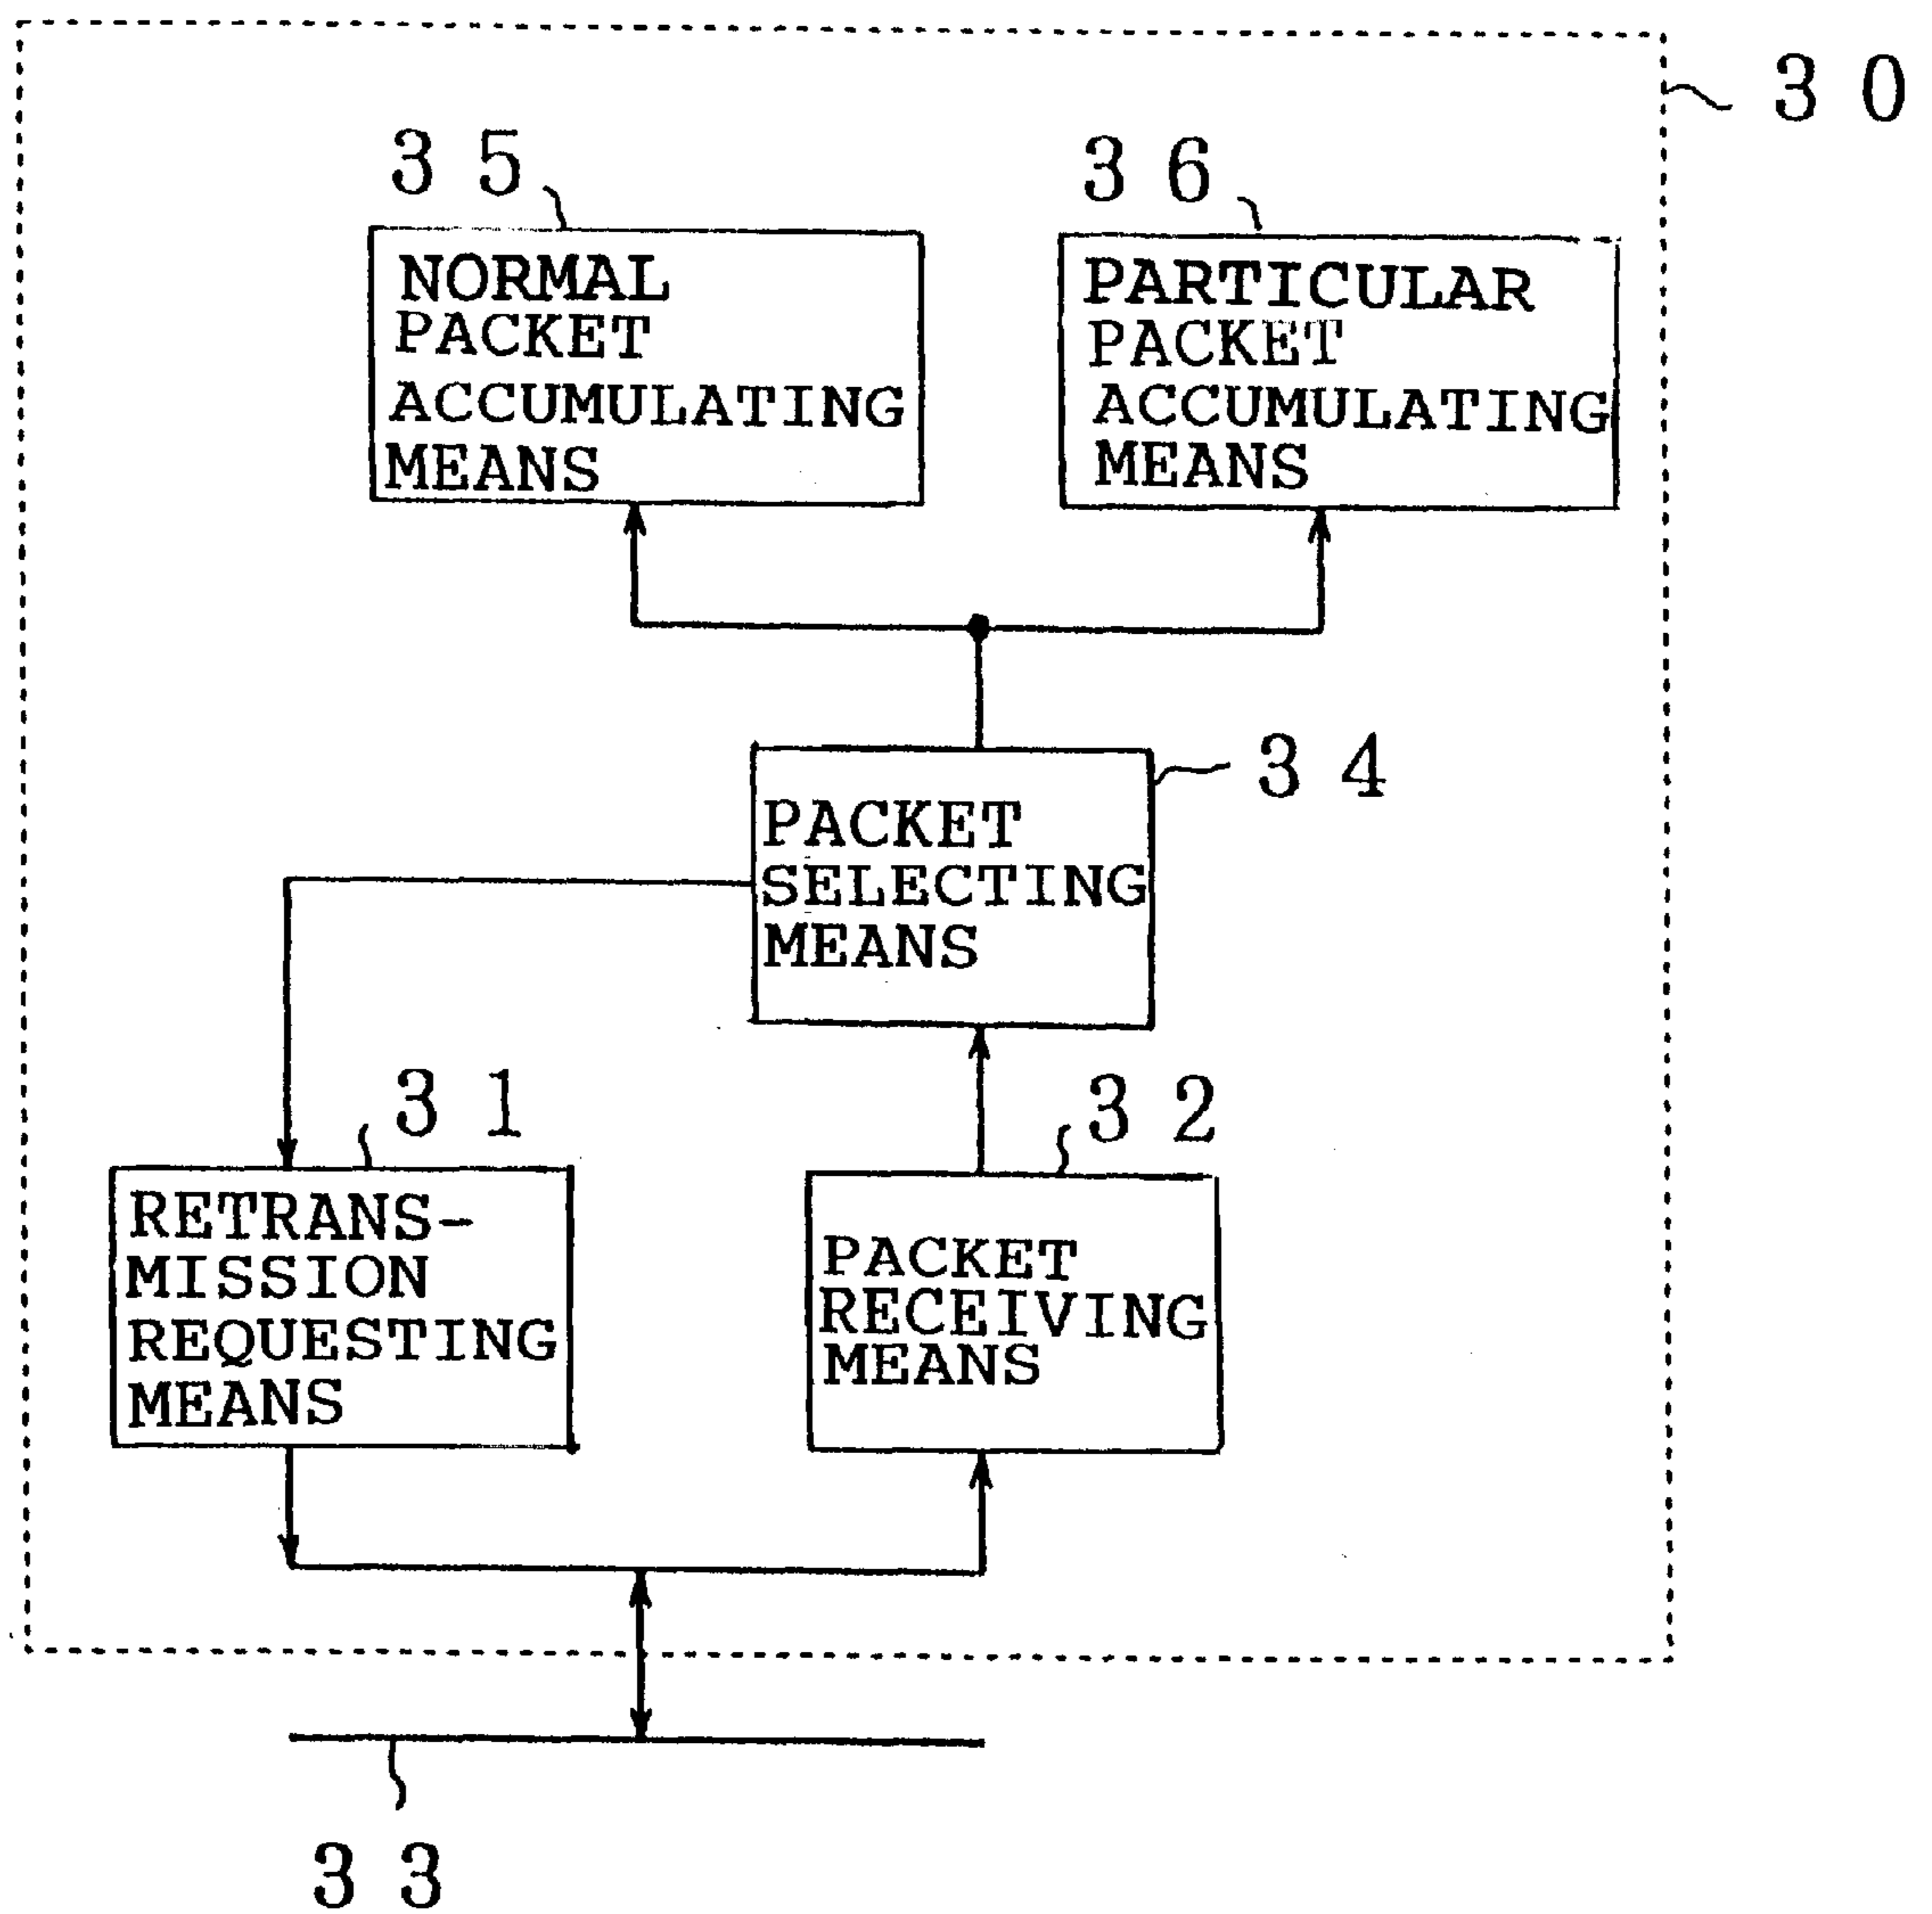 3 0
3 5
3 6
NORMAL
PACKET
ACCUMULATING
MEANS
PARTICULAR
PACKET
ACCUMULATING
MEANS
3 4
PACKET
SELECTING
MEANS
3 1
3 2
RETRANS-
MISSION
REQUESTING
MEANS
PACKET
RECEIVING
MEANS
3 3